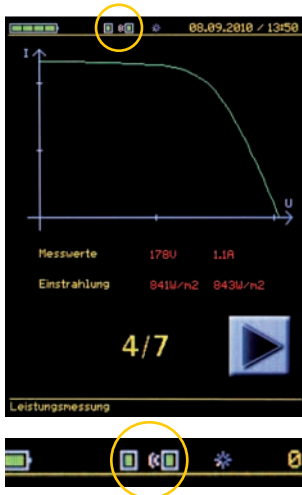 08.09.2010 / 13:50
I
U
Messwerte 178V 1.1A
Einstrahlung 841W/m2 843W/m2
4/7
Leistungsmessung
0